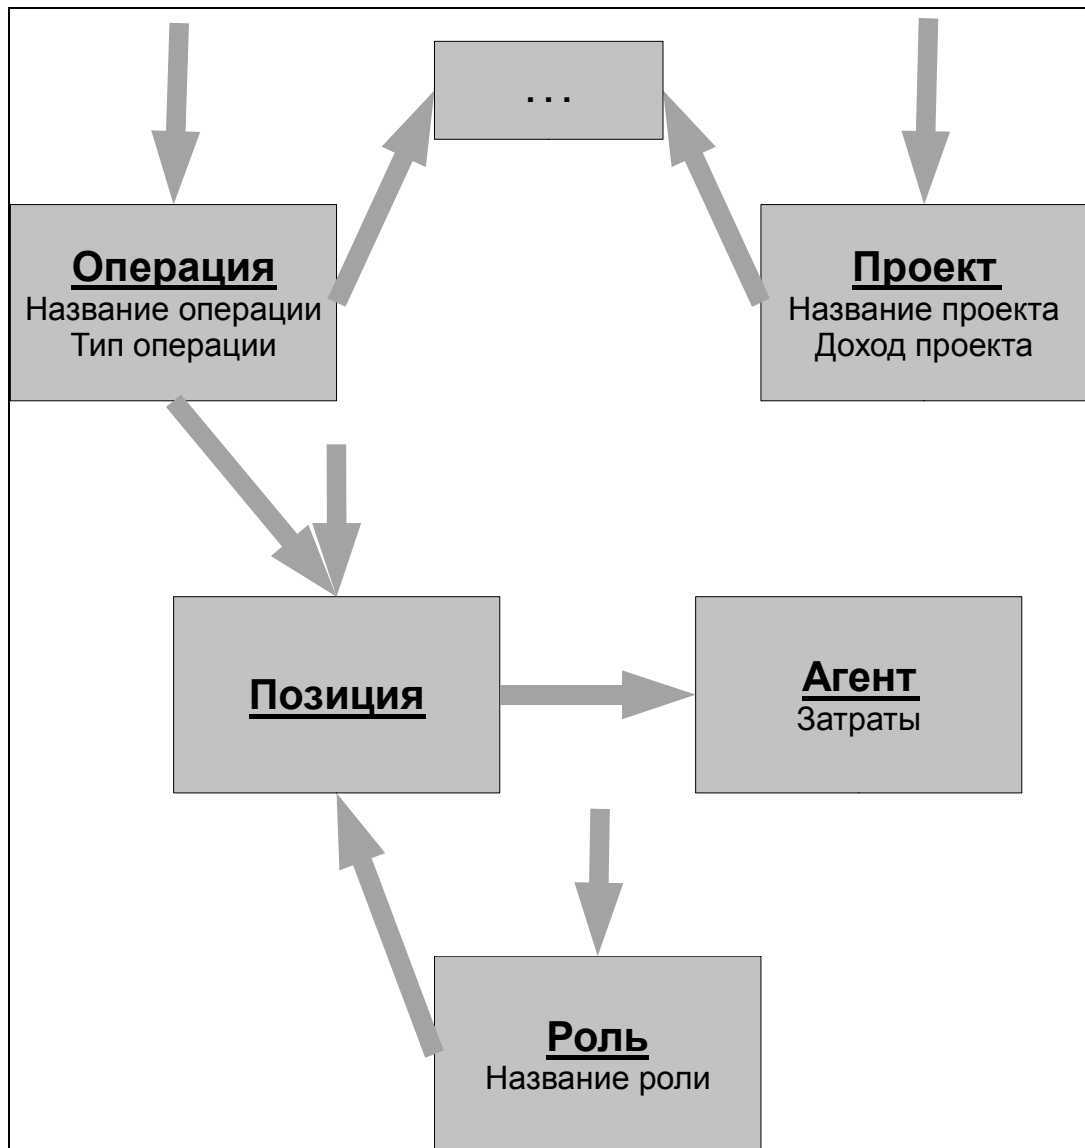 . . .
Операция
Название операции
Тип операции
Проект
Название проекта
Доход проекта
Позиция
Агент
Затраты
Роль
Название роли